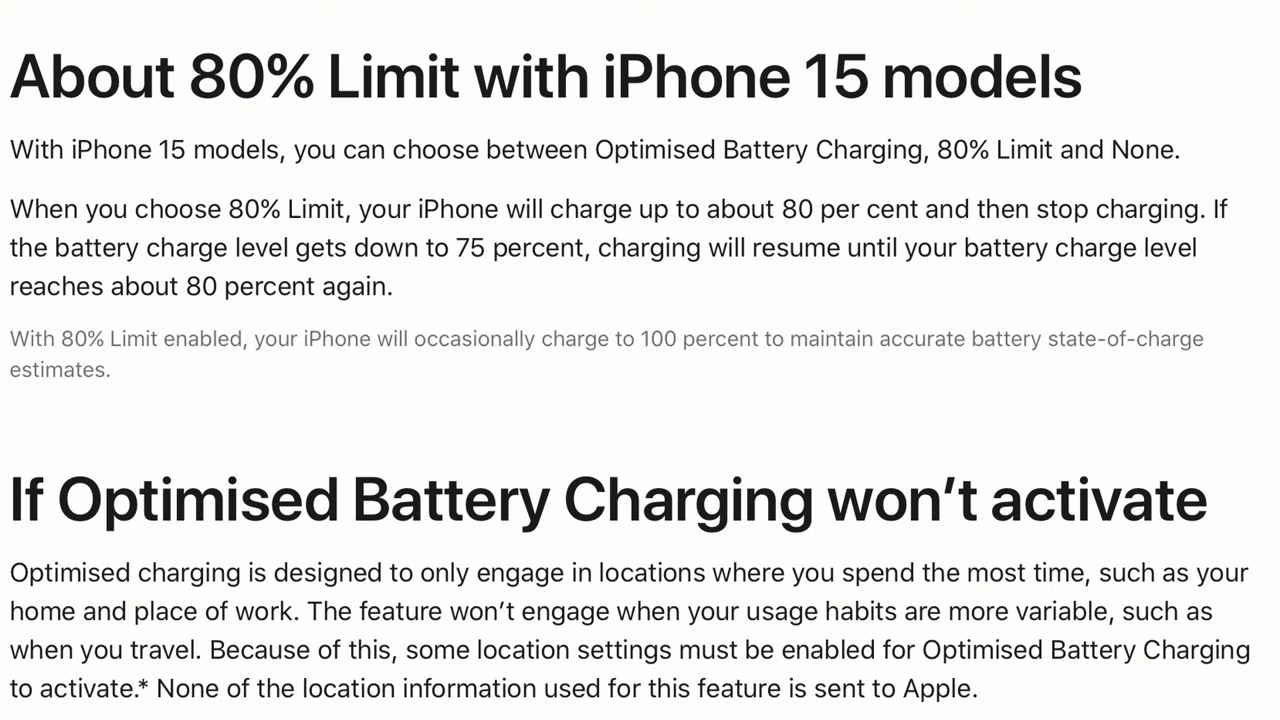 About 80% Limit with iPhone 15 models
With iPhone 15 models, you can choose between Optimised Battery Charging, 80% Limit and None.
When you choose 80% Limit, your iPhone will charge up to about 80 per cent and then stop charging. If
the battery charge level gets down to 75 percent, charging will resume until your battery charge level
reaches about 80 percent again.
With 80% Limit enabled, your iPhone will occasionally charge to 100 percent to maintain accurate battery state-of-charge
estimates.
If Optimised Battery Charging won’t activate
Optimised charging is designed to only engage in locations where you spend the most time, such as your
home and place of work. The feature won’t engage when your usage habits are more variable, such as
when you travel. Because of this, some location settings must be enabled for Optimised Battery Charging
to activate.* None of the location information used for this feature is sent to Apple.